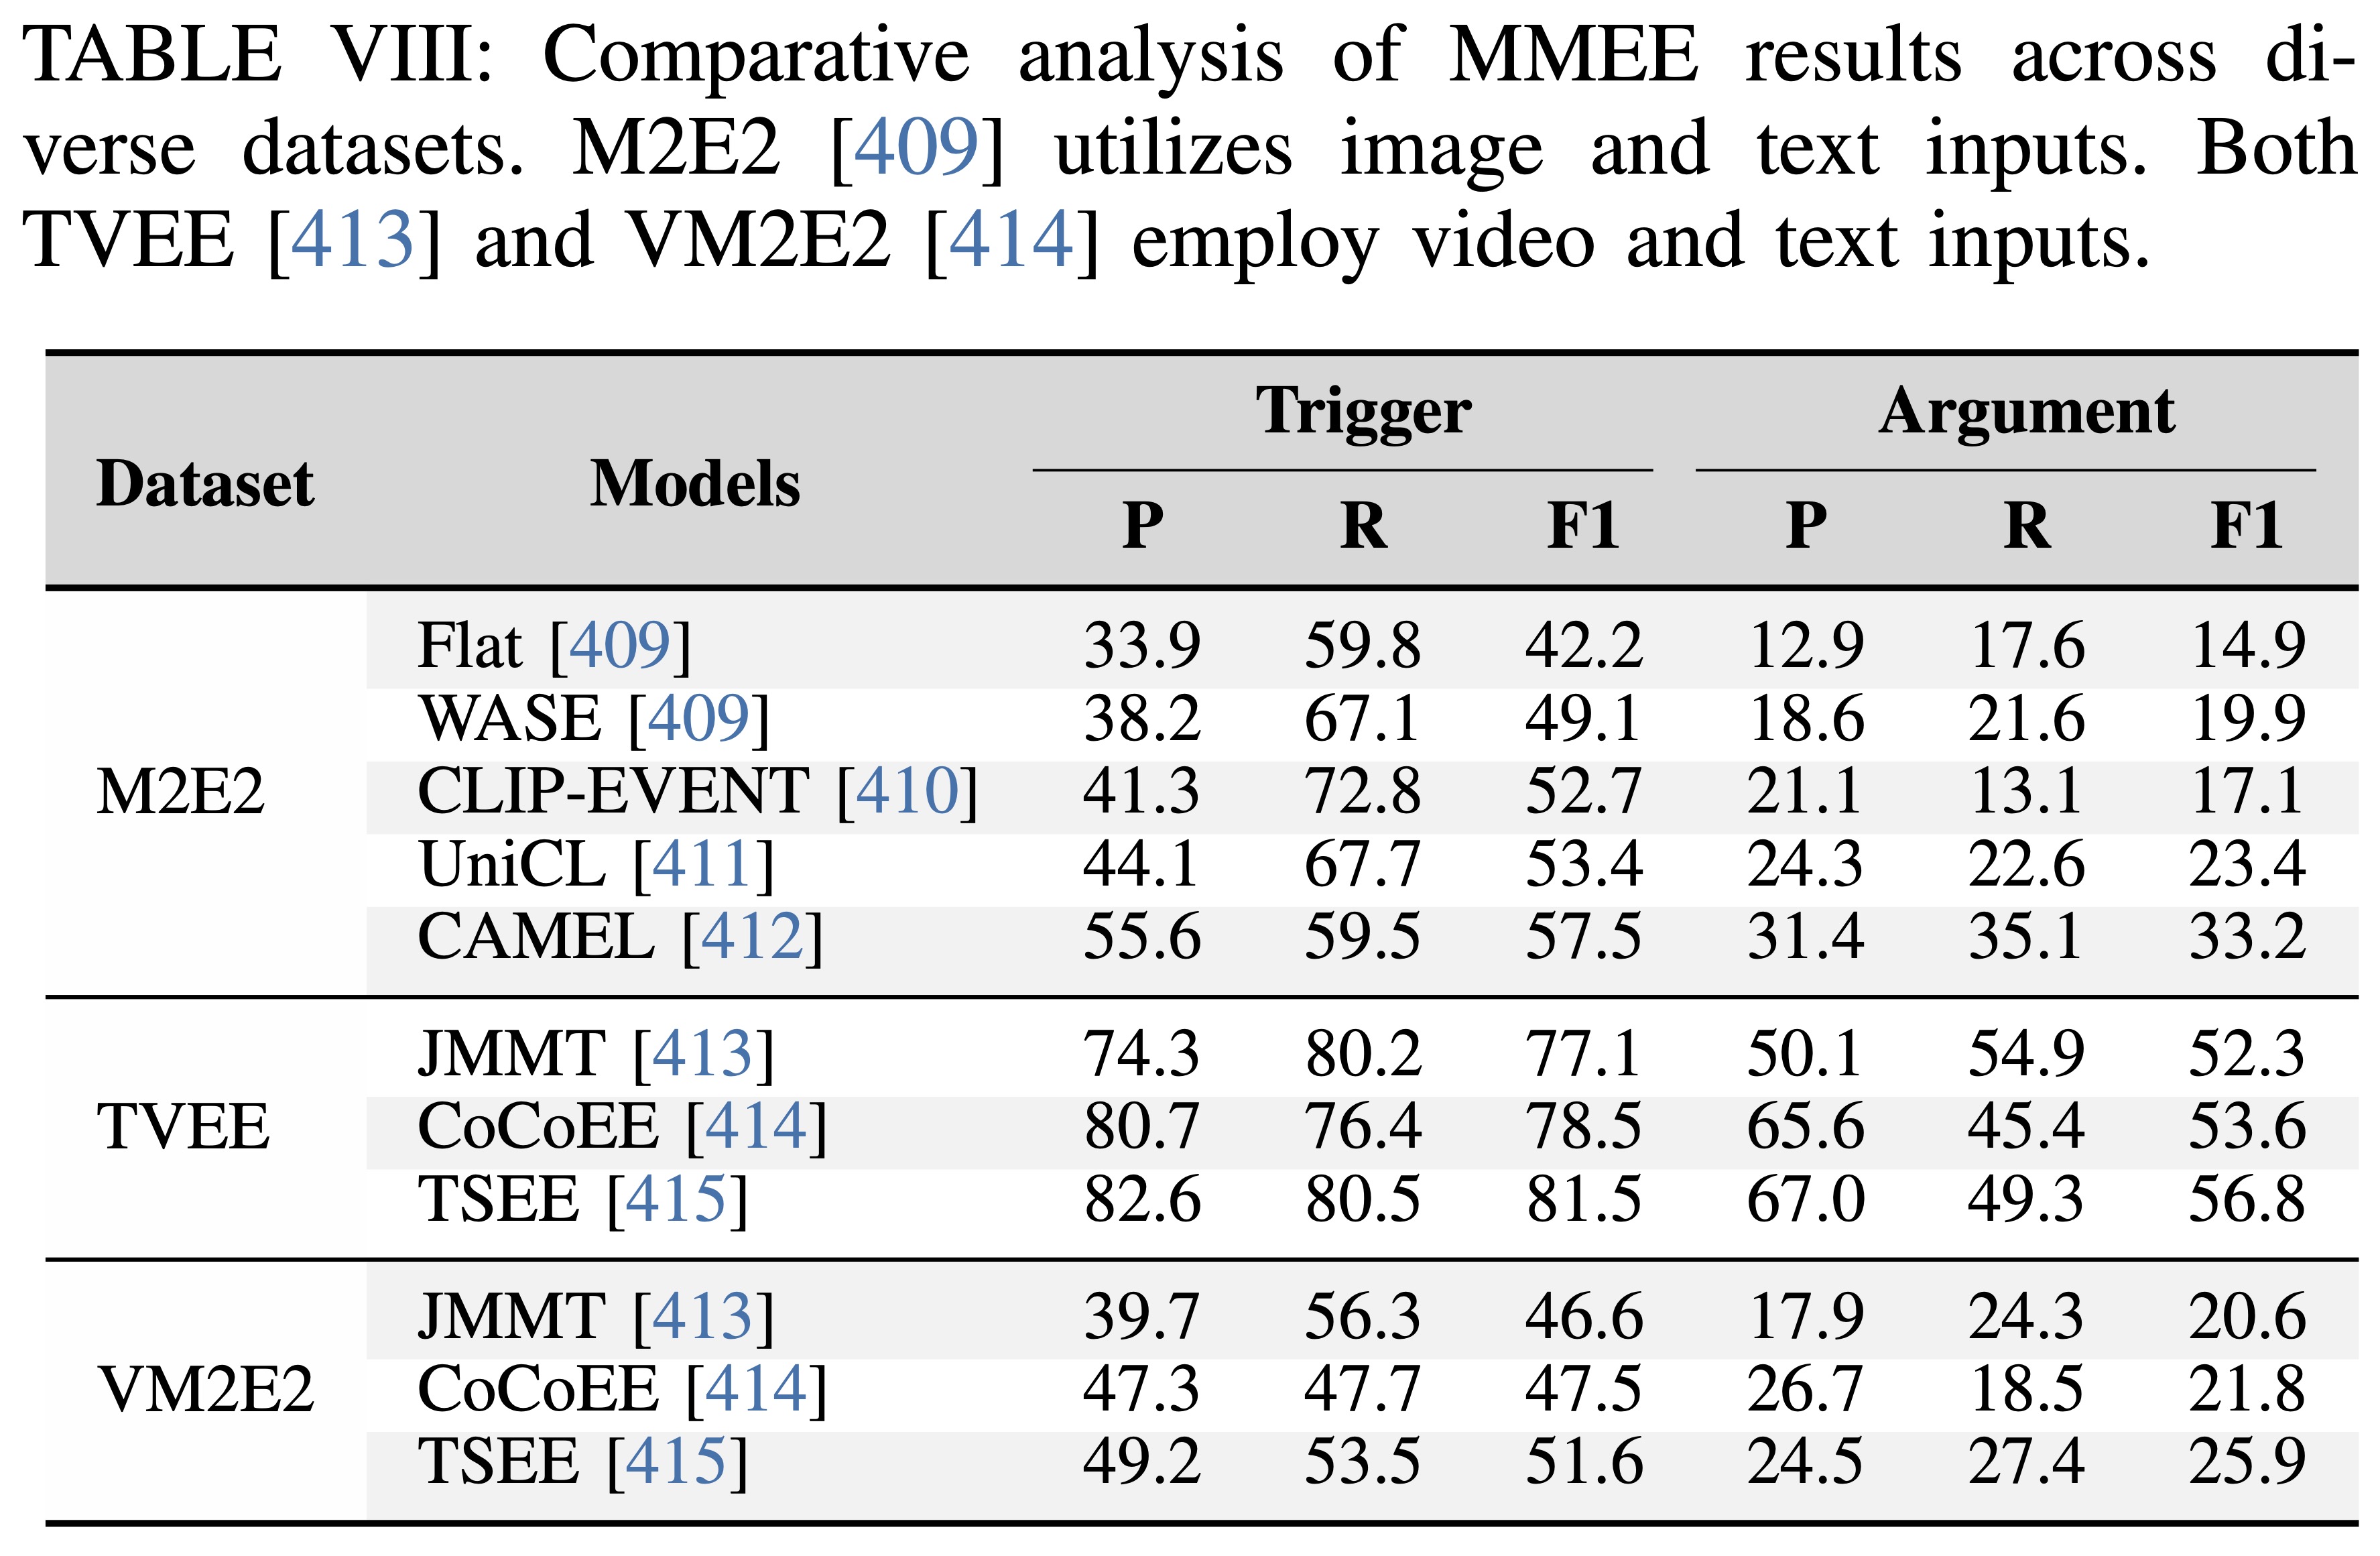 TABLE VIII: Comparative analysis of MMEE results across di-
verse datasets. M2E2 [409] utilizes image and text inputs. Both
TVEE [413] and VM2E2 [414] employ video and text inputs.
Dataset Models Trigger Argument
P R F1 P R F1
M2E2
Flat [409] 33.9 59.8 42.2 12.9 17.6 14.9
WASE [409] 38.2 67.1 49.1 18.6 21.6 19.9
CLIP-EVENT [410] 41.3 72.8 52.7 21.1 13.1 17.1
UniCL [411] 44.1 67.7 53.4 24.3 22.6 23.4
CAMEL [412] 55.6 59.5 57.5 31.4 35.1 33.2
TVEE
JMMT [413] 74.3 80.2 77.1 50.1 54.9 52.3
CoCoEE [414] 80.7 76.4 78.5 65.6 45.4 53.6
TSEE [415] 82.6 80.5 81.5 67.0 49.3 56.8
VM2E2
JMMT [413] 39.7 56.3 46.6 17.9 24.3 20.6
CoCoEE [414] 47.3 47.7 47.5 26.7 18.5 21.8
TSEE [415] 49.2 53.5 51.6 24.5 27.4 25.9